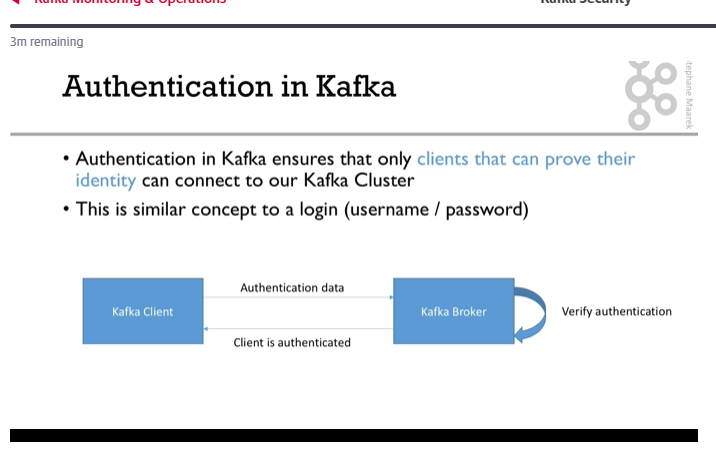 Kafka Monitoring & Operations
Kafka Security
3m remaining
Authentication in Kafka
tephane Maarek
• Authentication in Kafka ensures that only clients that can prove their
identity can connect to our Kafka Cluster
• This is similar concept to a login (username / password)
Authentication data
Kafka Client
Kafka Broker
Verify authentication
Client is authenticated